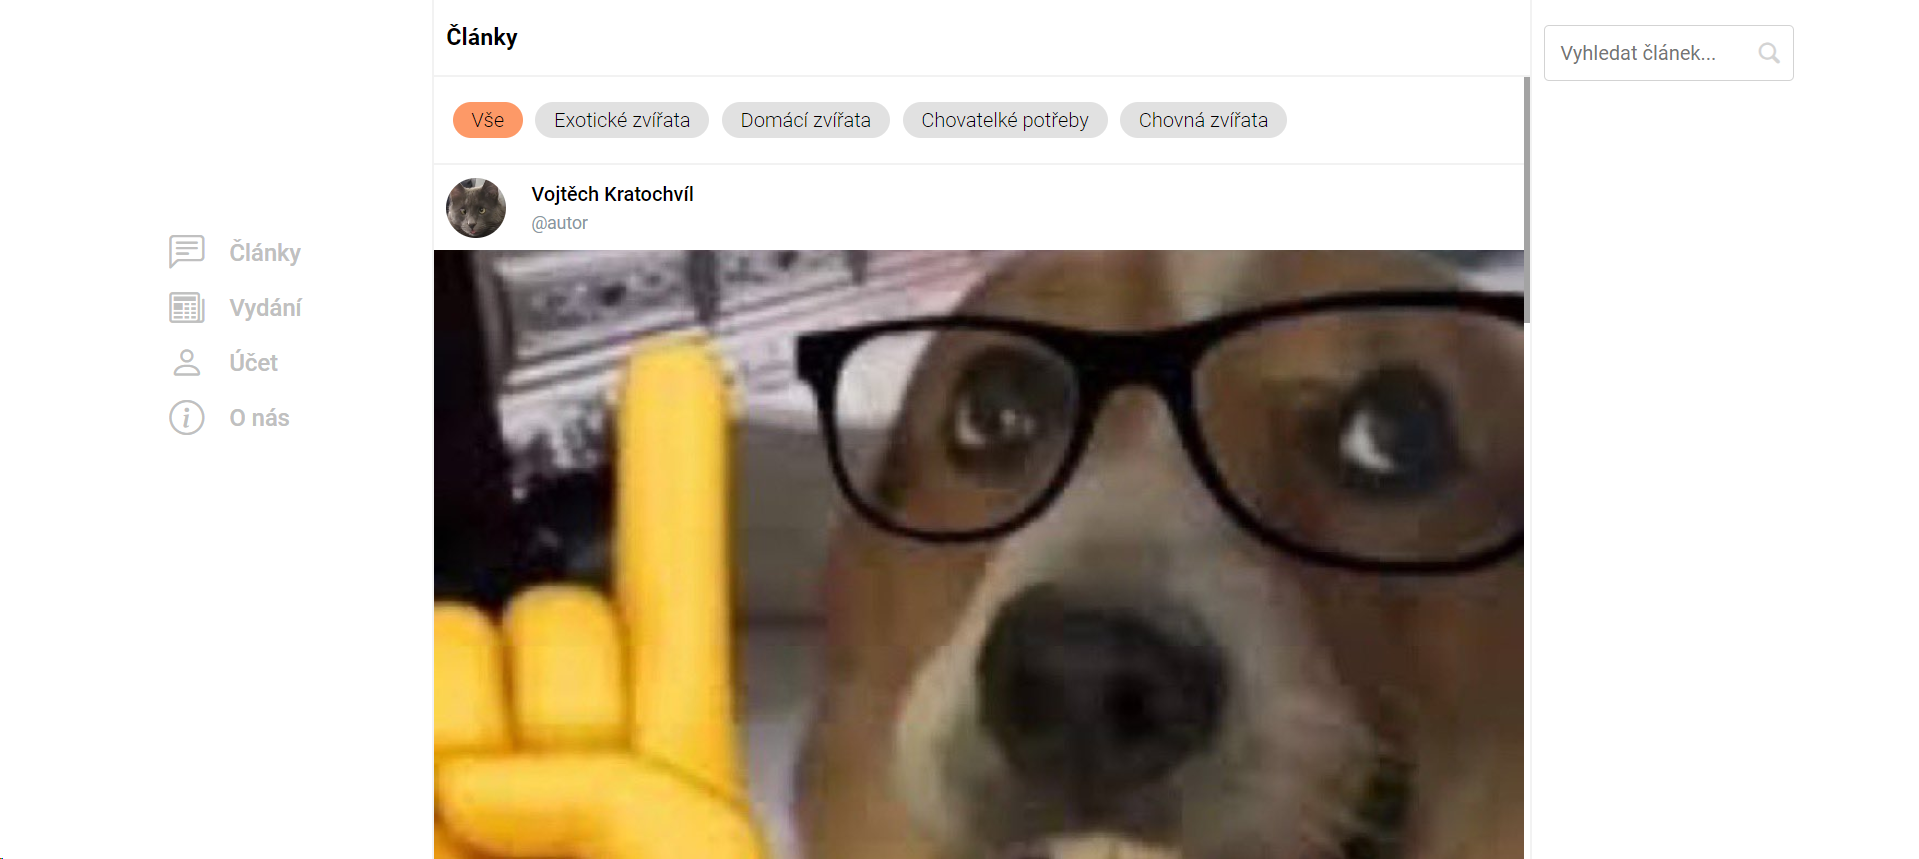 Články
Vyhledat článek...
Vše
Exotické zvířata
Domácí zvířata
Chovatelké potřeby
Chovná zvířata
Vojtěch Kratochvíl
@autor
Články
Vydání
Účet
O nás